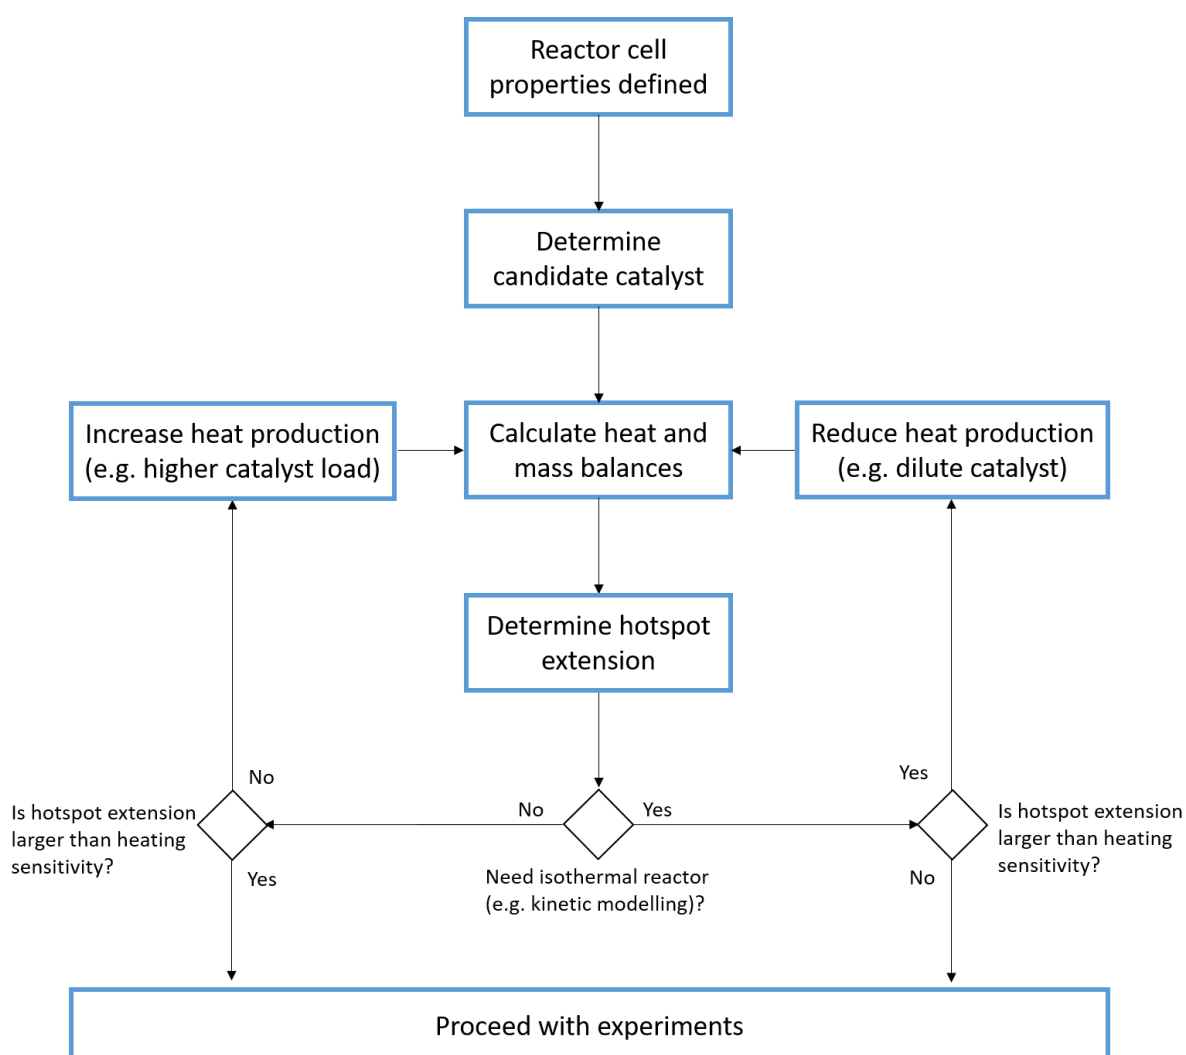 Reactor cell
properties defined
Determine
candidate catalyst
Increase heat production
(e.g. higher catalyst load)
Calculate heat and
mass balances
Reduce heat production
(e.g. dilute catalyst)
Determine hotspot
extension
No
Is hotspot extension
larger than heating
sensitivity?
Yes
No
Yes
Need isothermal reactor
(e.g. kinetic modelling)?
Yes
Is hotspot extension
larger than heating
sensitivity?
No
Proceed with experiments